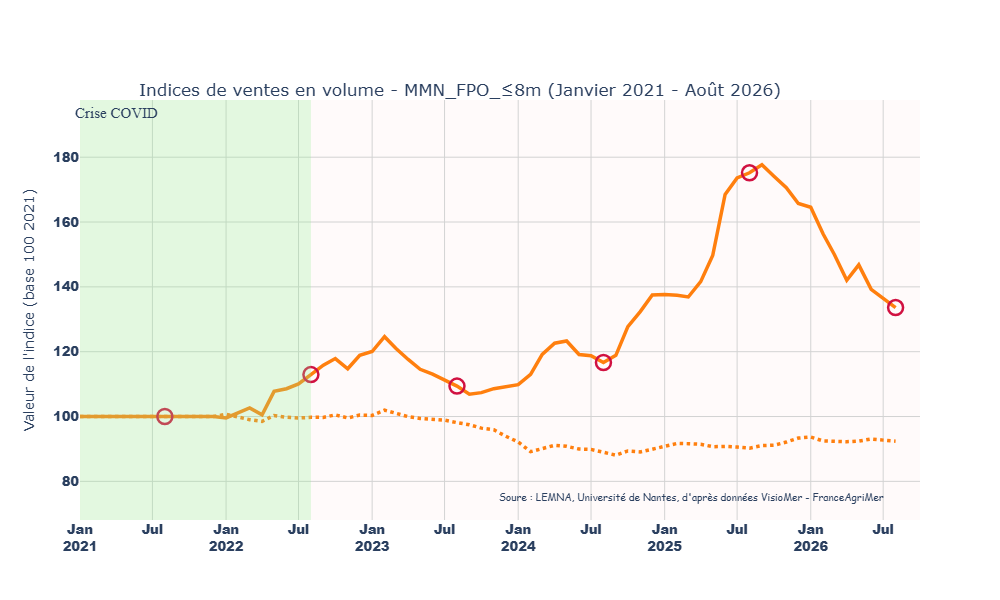 Indices de ventes en volume - MMN_FPO_≤8m (Janvier 2021 - Août 2026)
Crise COVID
Valeur de l'indice (base 100 2021)
180
160
140
120
100
80
Soure : LEMNA, Université de Nantes, d'après données VisioMer - FranceAgriMer
Jan Jul Jan Jul Jan Jul Jan Jul Jan Jul Jan Jul
2021 2022 2023 2024 2025 2026